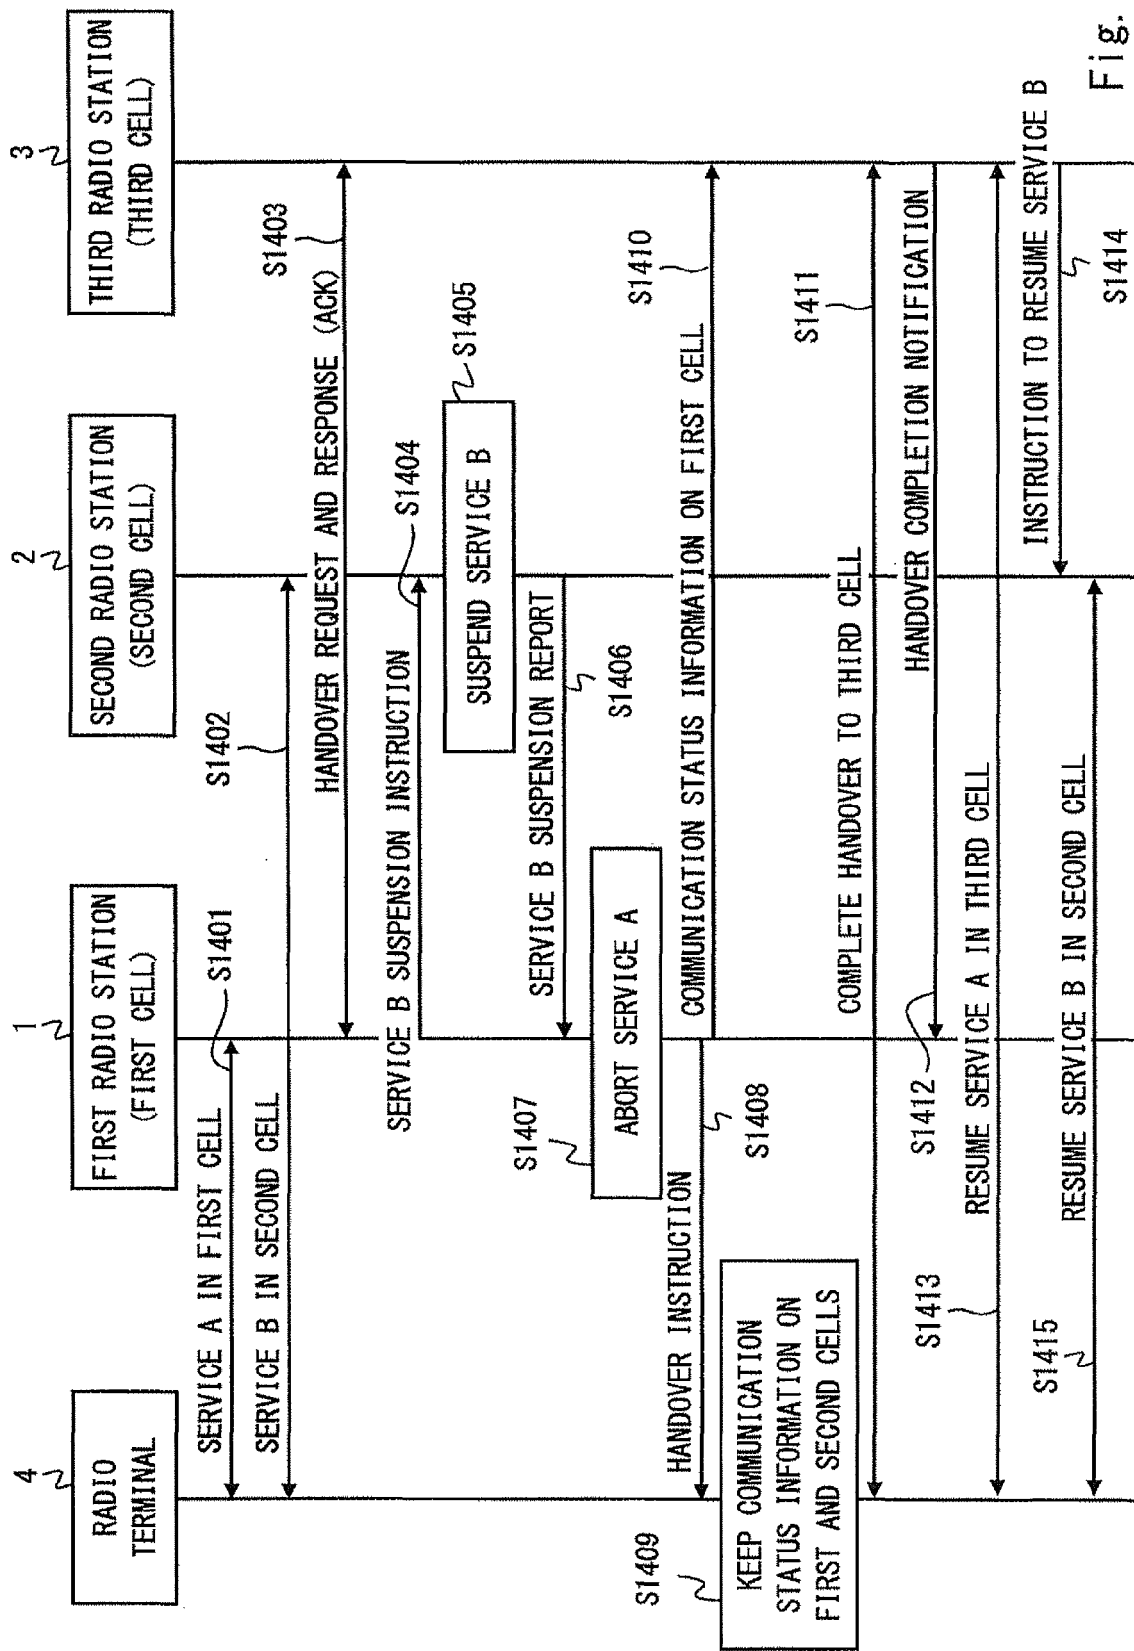 4
RADIO
TERMINAL
1
FIRST RADIO STATION
(FIRST CELL)
2
SECOND RADIO STATION
(SECOND CELL)
3
THIRD RADIO STATION
(THIRD CELL)
SERVICE A IN FIRST CELL
S1401
SERVICE B IN SECOND CELL
S1402
HANDOVER REQUEST AND RESPONSE (ACK)
S1403
SERVICE B SUSPENSION INSTRUCTION
S1404
SUSPEND SERVICE B
S1405
SERVICE B SUSPENSION REPORT
S1406
S1407
ABORT SERVICE A
HANDOVER INSTRUCTION
S1408
COMMUNICATION STATUS INFORMATION ON FIRST CELL
S1410
S1409
KEEP COMMUNICATION
STATUS INFORMATION ON
FIRST AND SECOND CELLS
COMPLETE HANDOVER TO THIRD CELL
S1411
HANDOVER COMPLETION NOTIFICATION
S1412
S1413
RESUME SERVICE A IN THIRD CELL
INSTRUCTION TO RESUME SERVICE B
S1414
S1415
RESUME SERVICE B IN SECOND CELL
Fig.